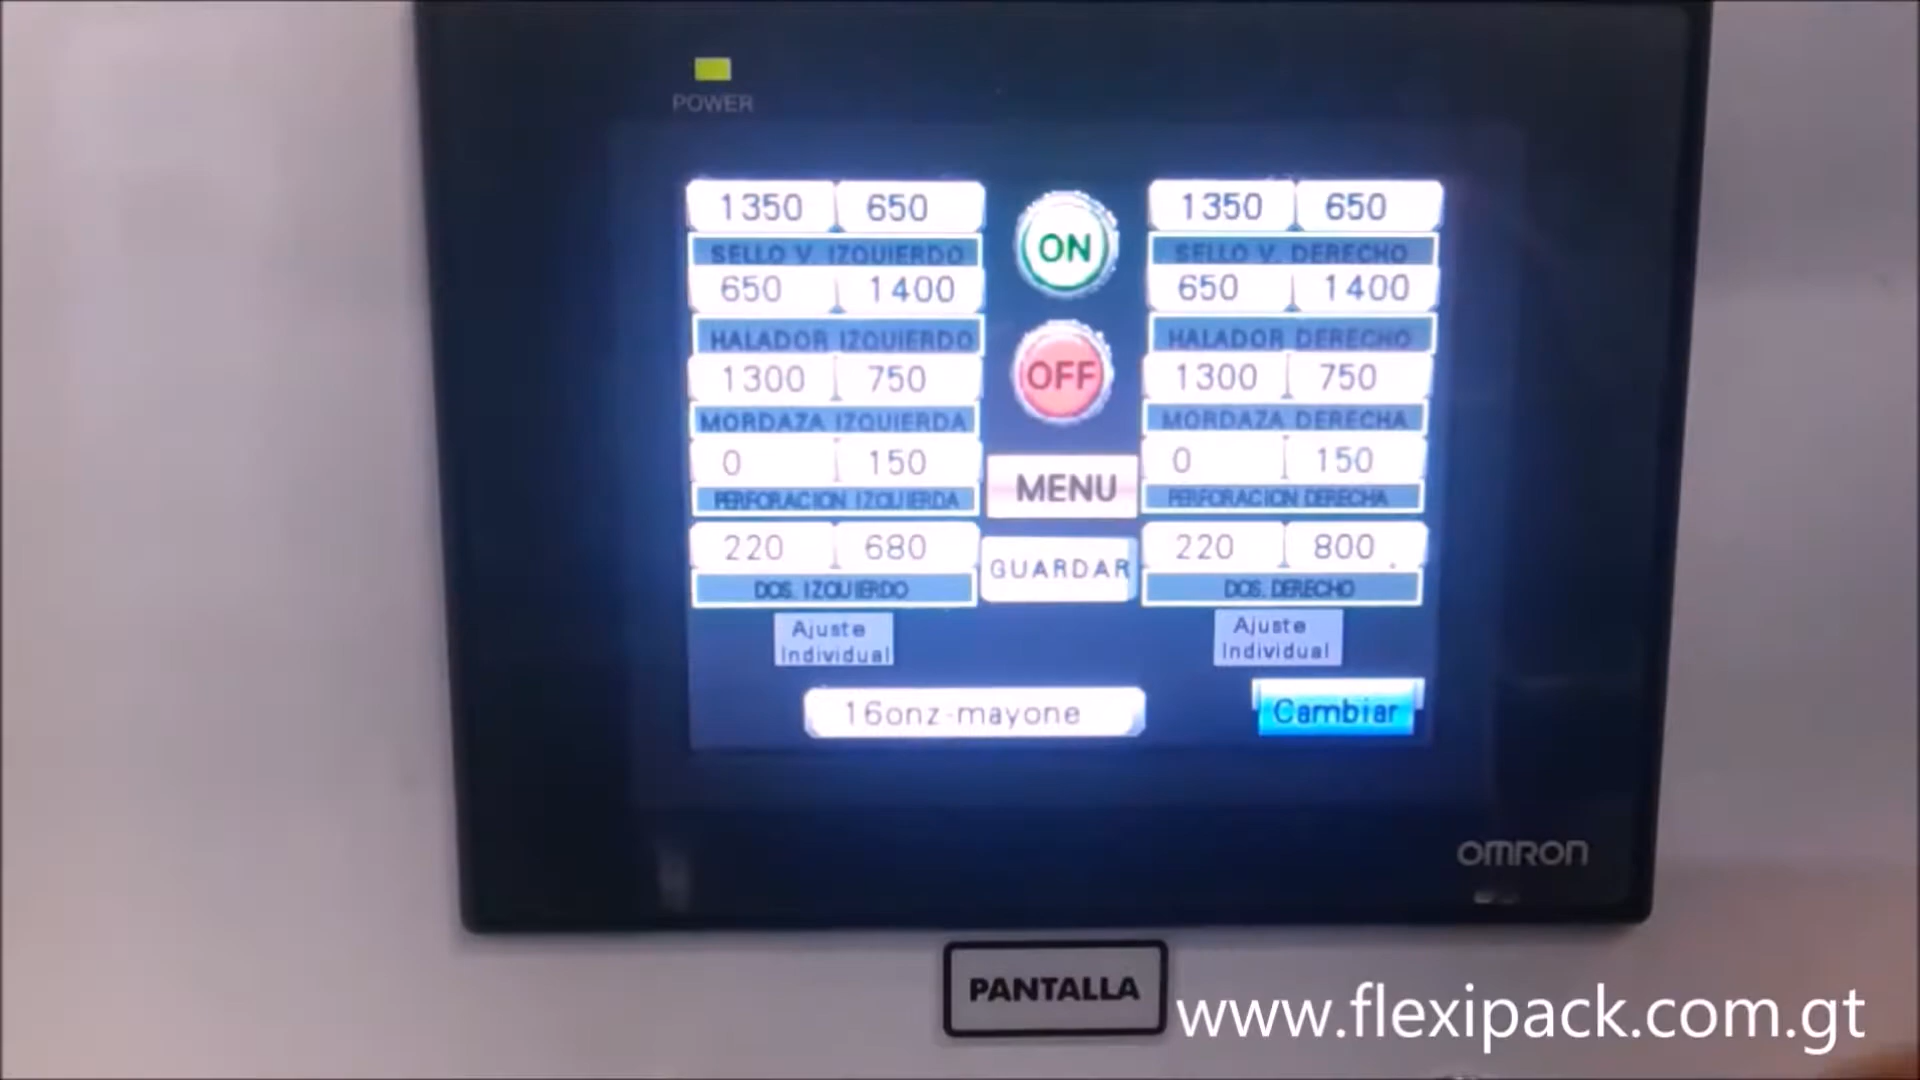 POWER
1350 650
SELLO V. IZQUIERDO
650 1400
HALADOR IZQUIERDO
1300 750
MORDAZA IZQUIERDA
0 150
PERFORACION IZQUIERDA
220 680
DOS. IZQUIERDO
Ajuste
Individual
ON
OFF
MENU
GUARDAR
1350 650
SELLO V. DERECHO
650 1400
HALADOR DERECHO
1300 750
MORDAZA DERECHA
0 150
PERFORACION DERECHA
220 800
DOS. DERECHO
Ajuste
Individual
16onz-mayone
Cambiar
OMRON
PANTALLA
www.flexipack.com.gt